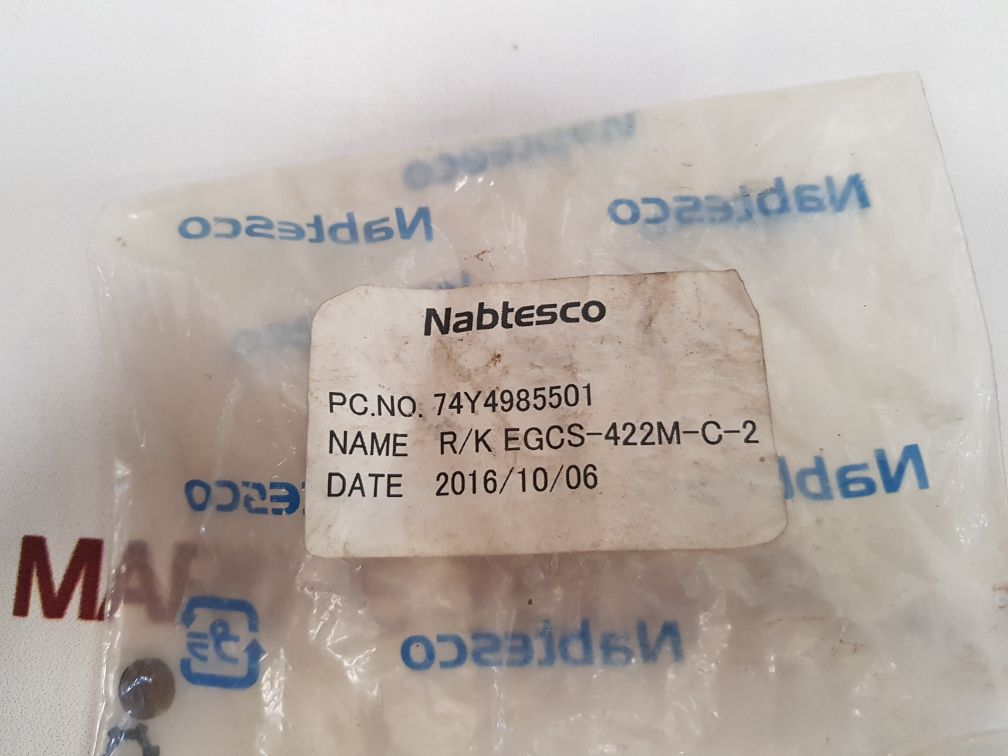 Nabtesco
Nabtesco
Nabtesco
Nabtesco
PC.NO. 74Y4985501
NAME R/K EGCS-422M-C-2
DATE 2016/10/06
Nabtesco